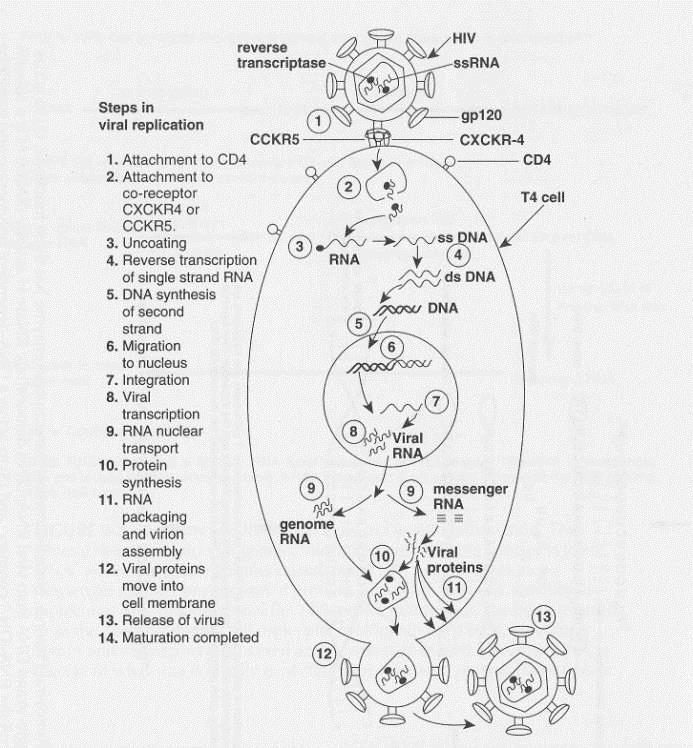 HIV
reverse
transcriptase
ssRNA
gp120
1
CCKR5
CXCKR-4
CD4
T4 cell
Steps in
viral replication
1. Attachment to CD4
2. Attachment to
co-receptor
CXCKR4 or
CCKR5.
3. Uncoating
4. Reverse transcription
of single strand RNA
5. DNA synthesis
of second
strand
6. Migration
to nucleus
7. Integration
8. Viral
transcription
9. RNA nuclear
transport
10. Protein
synthesis
11. RNA
packaging
and virion
assembly
12. Viral proteins
move into
cell membrane
13. Release of virus
14. Maturation completed
2
3
RNA
ss DNA
4
ds DNA
DNA
5
6
7
8
Viral
RNA
9
genome
RNA
9
messenger
RNA
10
Viral
proteins
11
12
13